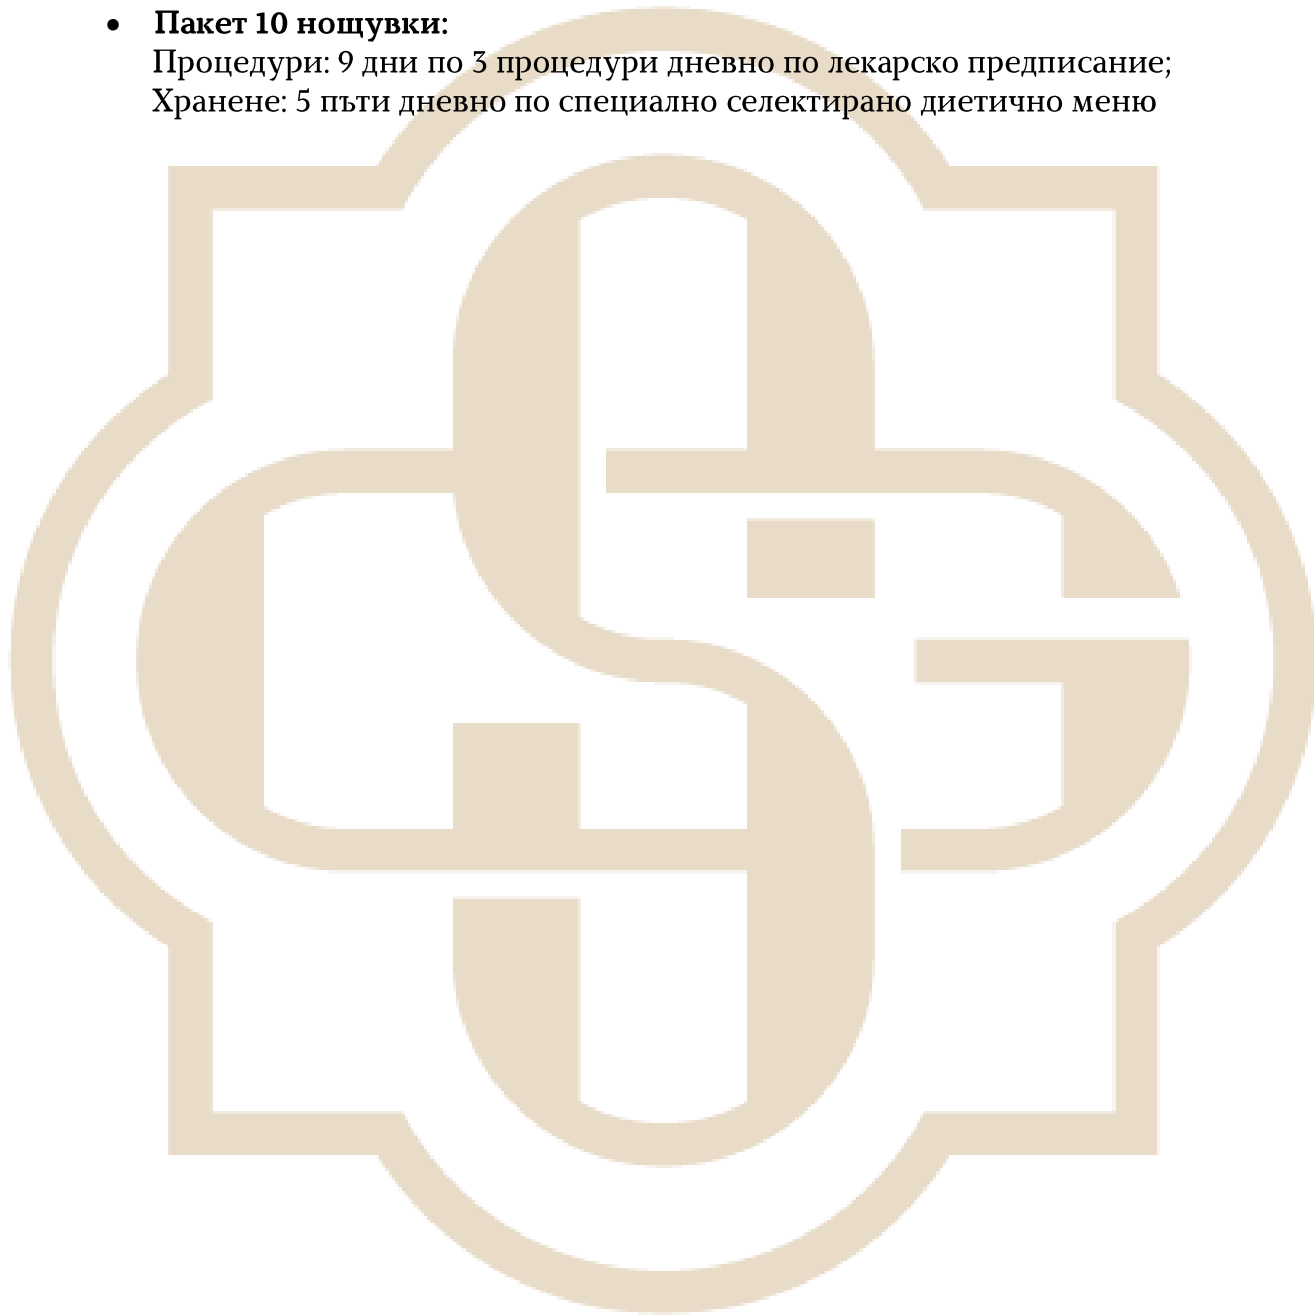 • Пакет 10 нощувки:
Процедури: 9 дни по 3 процедури дневно по лекарско предписание;
Хранене: 5 пъти дневно по специално селектирано диетично меню